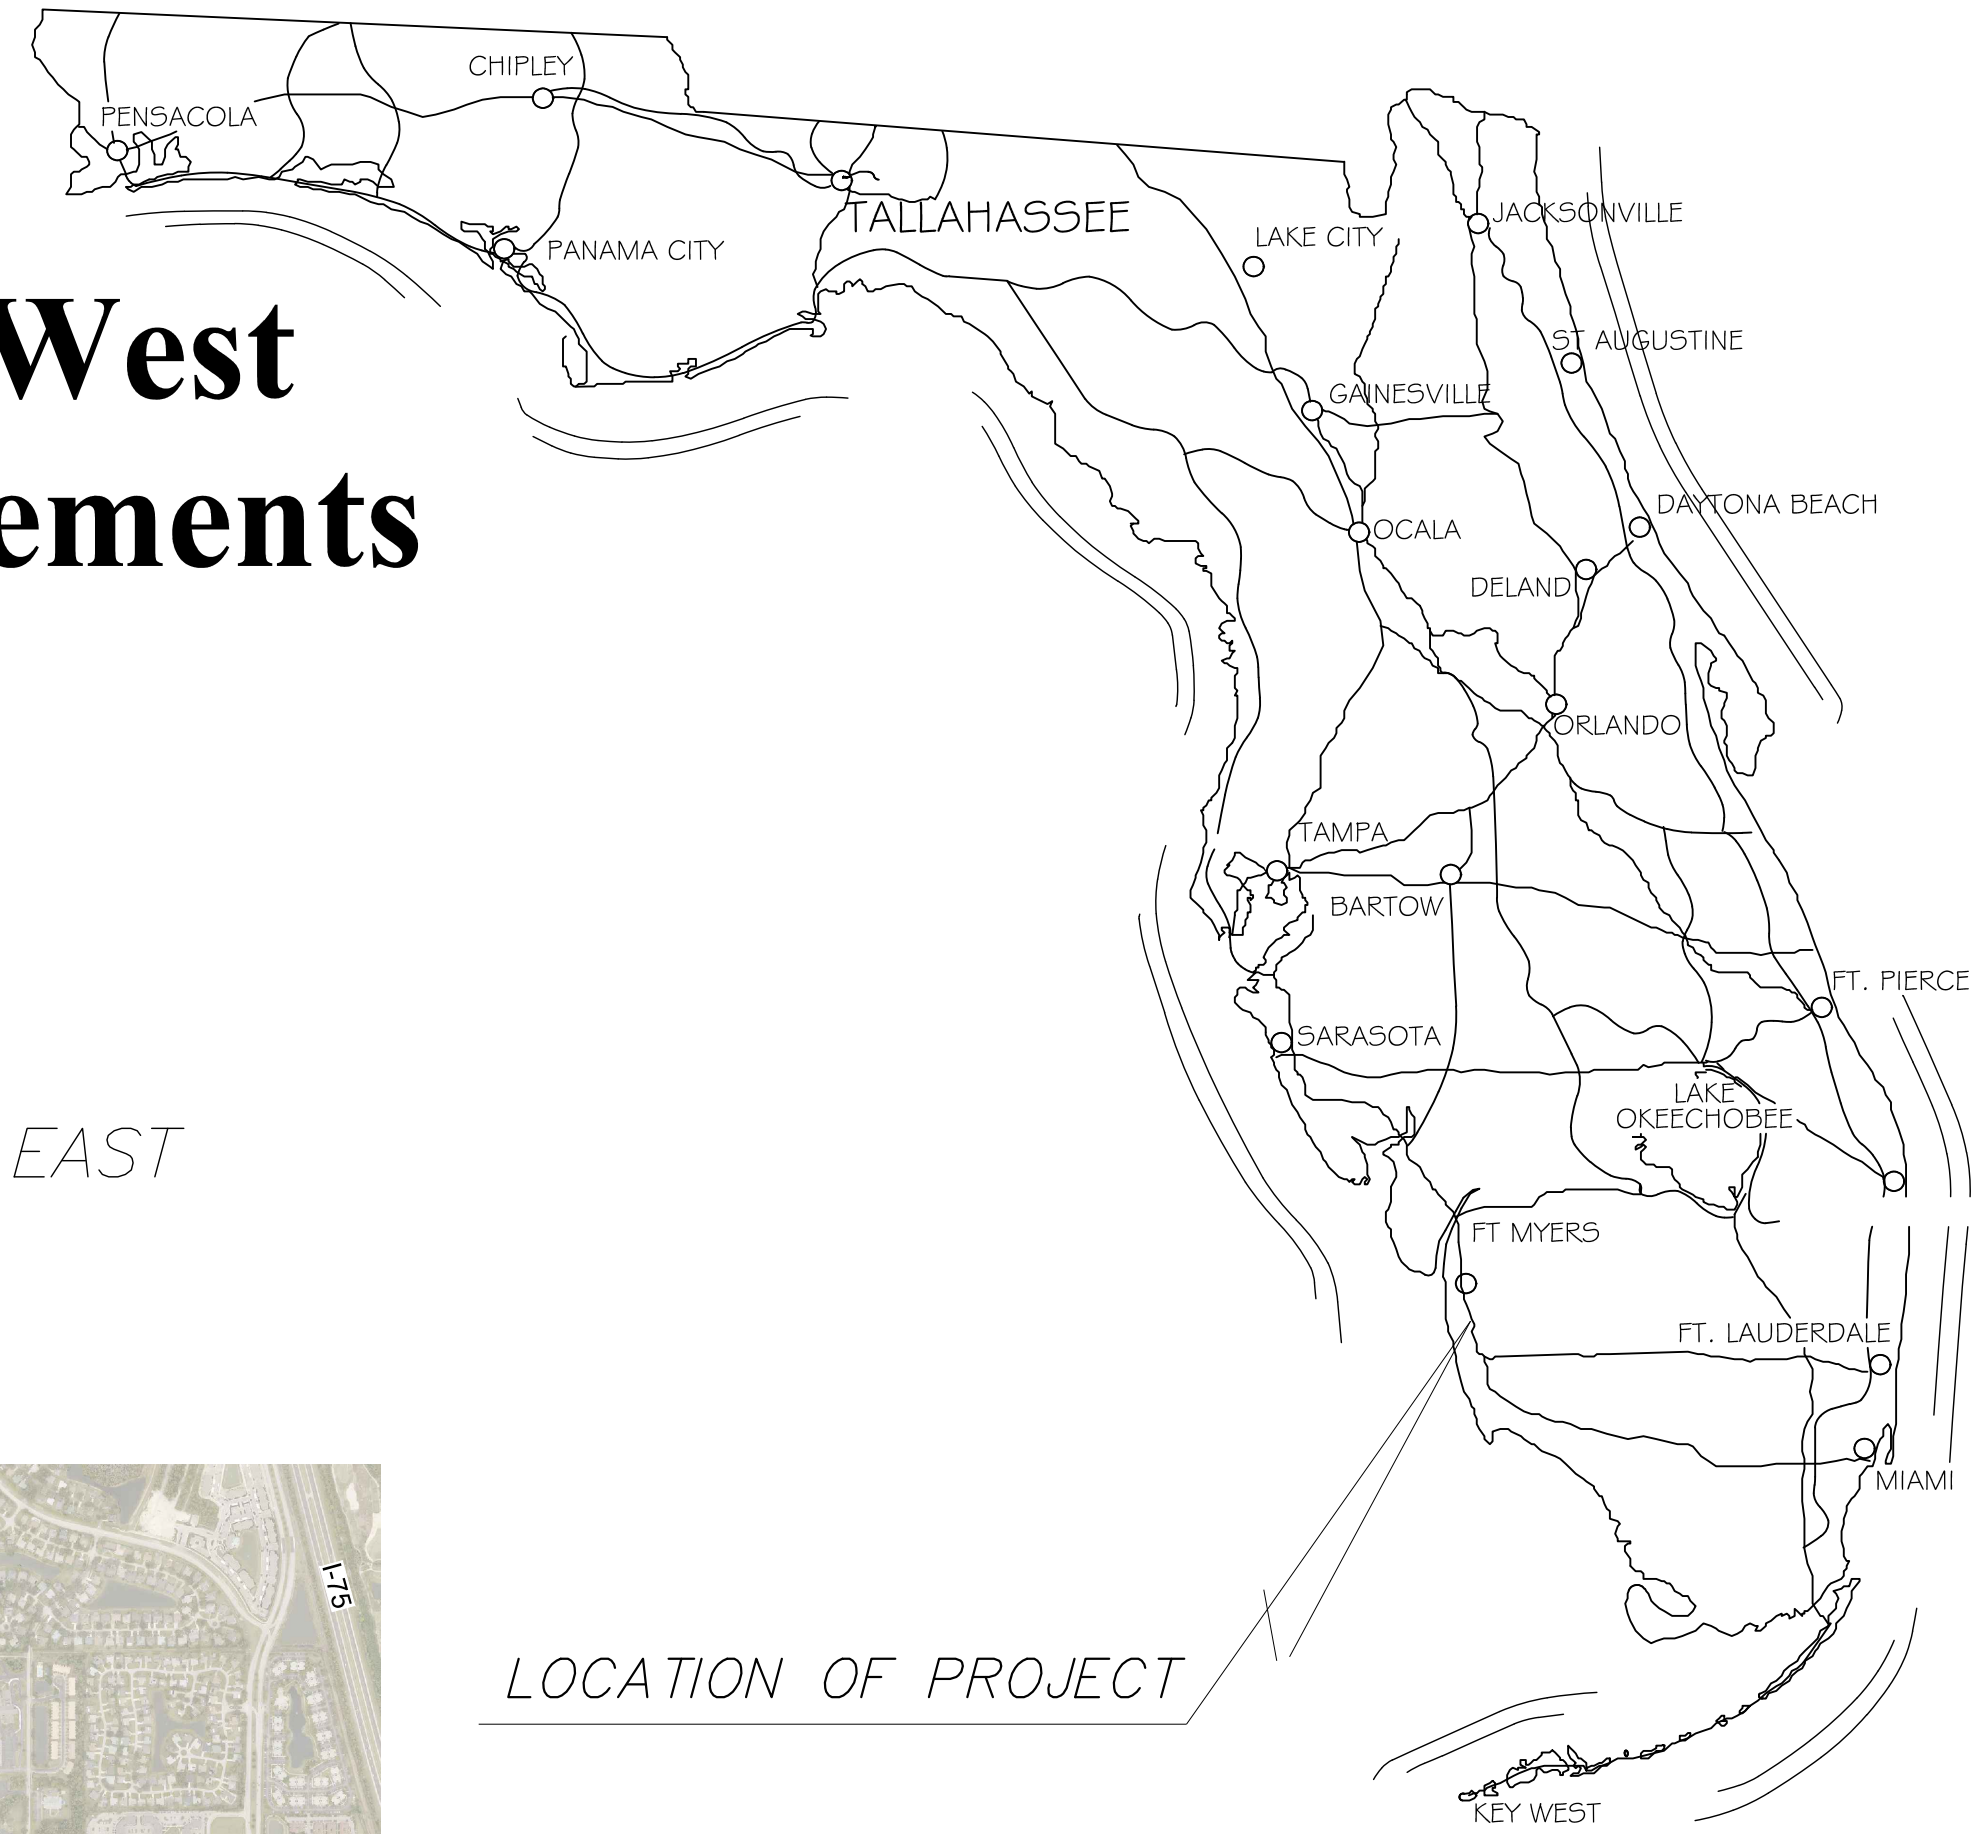 CHIPLEY
PENSACOLA
TALLAHASSEE
JACKSONVILLE
LAKE CITY
PANAMA CITY
West
ST AUGUSTINE
GAINESVILLE
ements
DAYTONA BEACH
OCALA
DELAND
ORLANDO
TAMPA
BARTOW
FT. PIERCE
SARASOTA
LAKE
OKEECHOBEE
EAST
FT MYERS
FT. LAUDERDALE
MIAMI
I-75
LOCATION OF PROJECT
KEY WEST